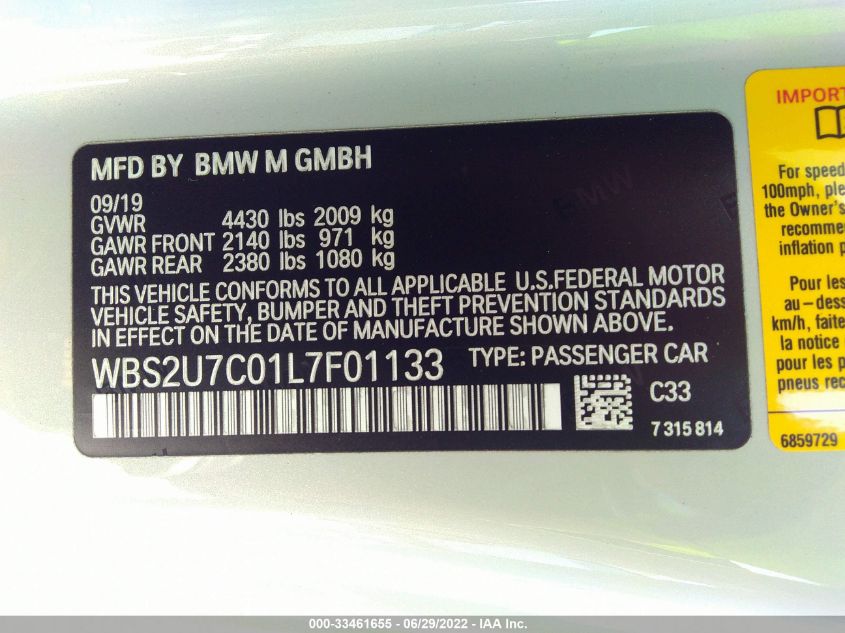 MFD BY BMW M GMBH
09/19
GVWR 4430 lbs 2009 kg
GAWR FRONT 2140 lbs 971 kg
GAWR REAR 2380 lbs 1080 kg
THIS VEHICLE CONFORMS TO ALL APPLICABLE U.S.FEDERAL MOTOR
VEHICLE SAFETY, BUMPER AND THEFT PREVENTION STANDARDS
IN EFFECT ON THE DATE OF MANUFACTURE SHOWN ABOVE.
WBS2U7C01L7F01133 TYPE: PASSENGER CAR
C33
7 315 814
BMW
IMPORT
For speed
100mph, ple
the Owner's
recomme
inflation p
Pour les
au-dess
km/h, faite
la notice
pour les p
pneus rec
6859729
000-33461655 - 06/29/2022 - IAA Inc.